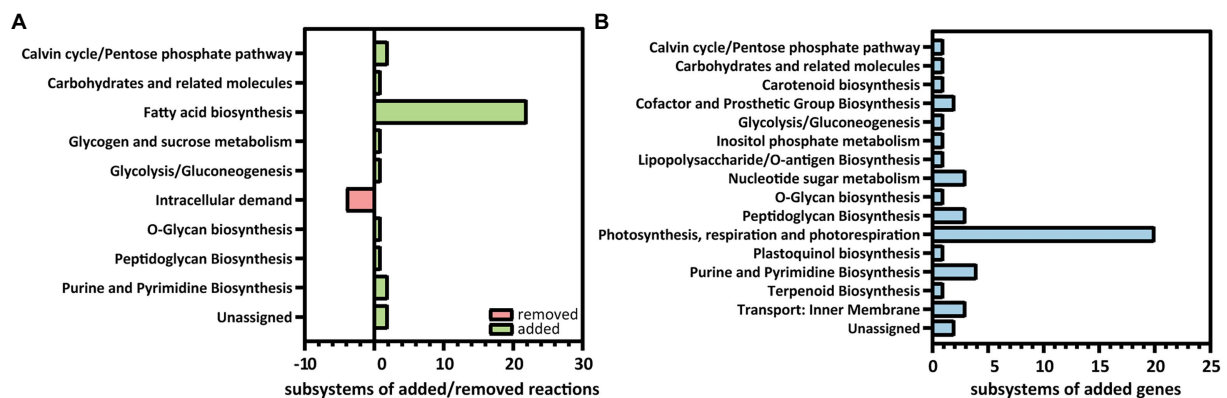 A
Calvin cycle/Pentose phosphate pathway
Carbohydrates and related molecules
Fatty acid biosynthesis
Glycogen and sucrose metabolism
Glycolysis/Gluconeogenesis
Intracellular demand
O-Glycan biosynthesis
Peptidoglycan Biosynthesis
Purine and Pyrimidine Biosynthesis
Unassigned
removed
added
-10 0 10 20 30
subsystems of added/removed reactions
B
Calvin cycle/Pentose phosphate pathway
Carbohydrates and related molecules
Carotenoid biosynthesis
Cofactor and Prosthetic Group Biosynthesis
Glycolysis/Gluconeogenesis
Inositol phosphate metabolism
Lipopolysaccharide/O-antigen Biosynthesis
Nucleotide sugar metabolism
O-Glycan biosynthesis
Peptidoglycan Biosynthesis
Photosynthesis, respiration and photorespiration
Plastoquinol biosynthesis
Purine and Pyrimidine Biosynthesis
Terpenoid Biosynthesis
Transport: Inner Membrane
Unassigned
0 5 10 15 20 25
subsystems of added genes